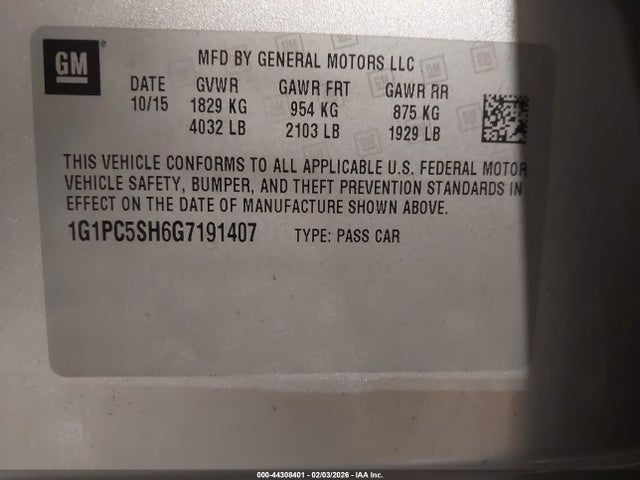 GM
MFD BY GENERAL MOTORS LLC
DATE GVWR GAWR FRT GAWR RR
10/15 1829 KG 954 KG 875 KG
4032 LB 2103 LB 1929 LB
THIS VEHICLE CONFORMS TO ALL APPLICABLE U.S. FEDERAL MOTOR
VEHICLE SAFETY, BUMPER, AND THEFT PREVENTION STANDARDS IN
EFFECT ON THE DATE OF MANUFACTURE SHOWN ABOVE.
1G1PC5SH6G7191407 TYPE: PASS CAR
000-44308401 - 02/03/2026 - IAA Inc.